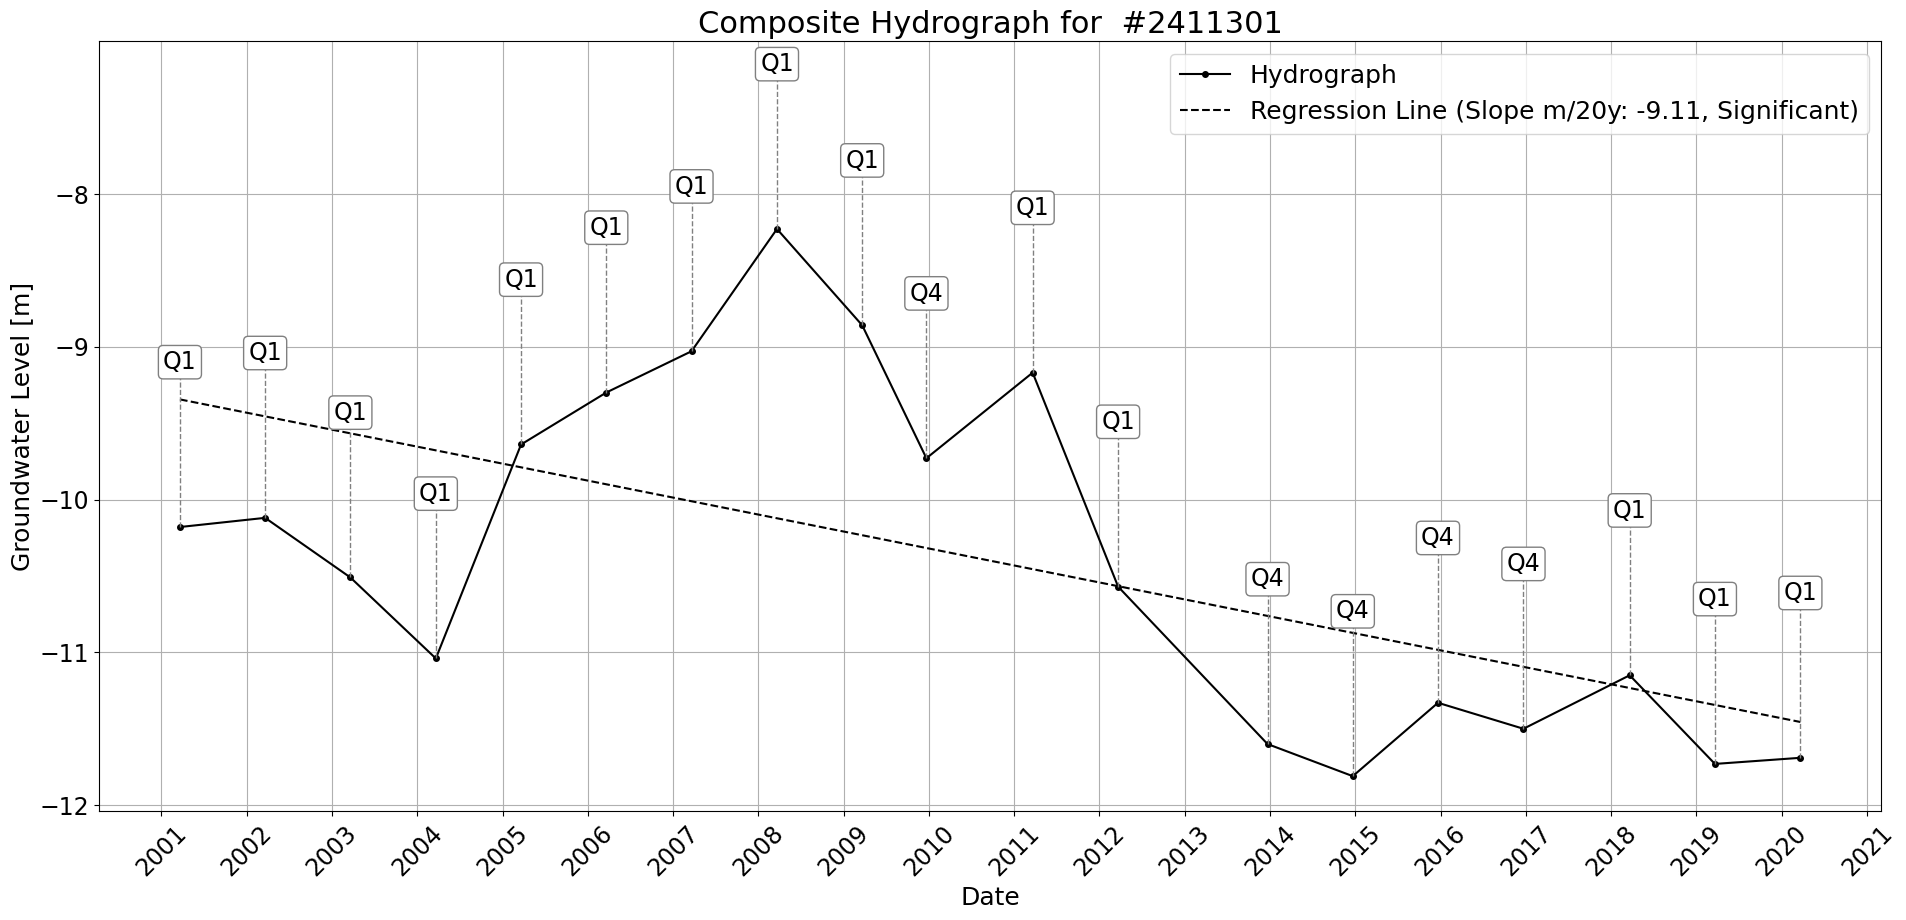 Composite Hydrograph for  #2411301
Hydrograph
Regression Line (Slope m/20y: -9.11, Significant)
Groundwater Level [m]
−8
−9
−10
−11
−12
Q1
Q1
Q1
Q1
Q1
Q1
Q1
Q1
Q1
Q4
Q1
Q1
Q4
Q4
Q4
Q4
Q1
Q1
Q1
2001
2002
2003
2004
2005
2006
2007
2008
2009
2010
2011
2012
2013
2014
2015
2016
2017
2018
2019
2020
2021
Date